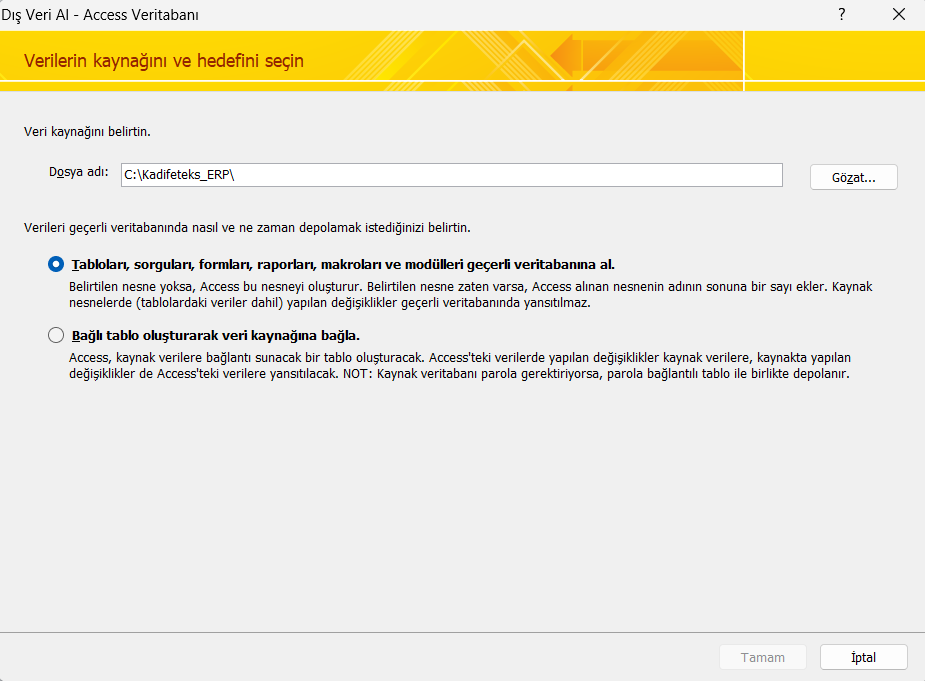 Dış Veri Al - Access Veritabanı
?
Verilerin kaynağını ve hedefini seçin
Veri kaynağını belirtin.
Dosya adı: C:\Kadifeteks_ERP\ Gözat...
Verileri geçerli veritabanında nasıl ve ne zaman depolamak istediğinizi belirtin.
Tabloları, sorguları, formları, raporları, makroları ve modülleri geçerli veritabanına al.
Belirtilen nesne yoksa, Access bu nesneyi oluşturur. Belirtilen nesne zaten varsa, Access alınan nesnenin adının sonuna bir sayı ekler. Kaynak
nesnelerde (tablolardaki veriler dahil) yapılan değişiklikler geçerli veritabanında yansıtılmaz.
Bağlı tablo oluşturarak veri kaynağına bağla.
Access, kaynak verilere bağlantı sunacak bir tablo oluşturacak. Access'teki verilerde yapılan değişiklikler kaynak verilere, kaynakta yapılan
değişiklikler de Access'teki verilere yansıtılacak. NOT: Kaynak veritabanı parola gerektiriyorsa, parola bağlantılı tablo ile birlikte depolanır.
Tamam İptal